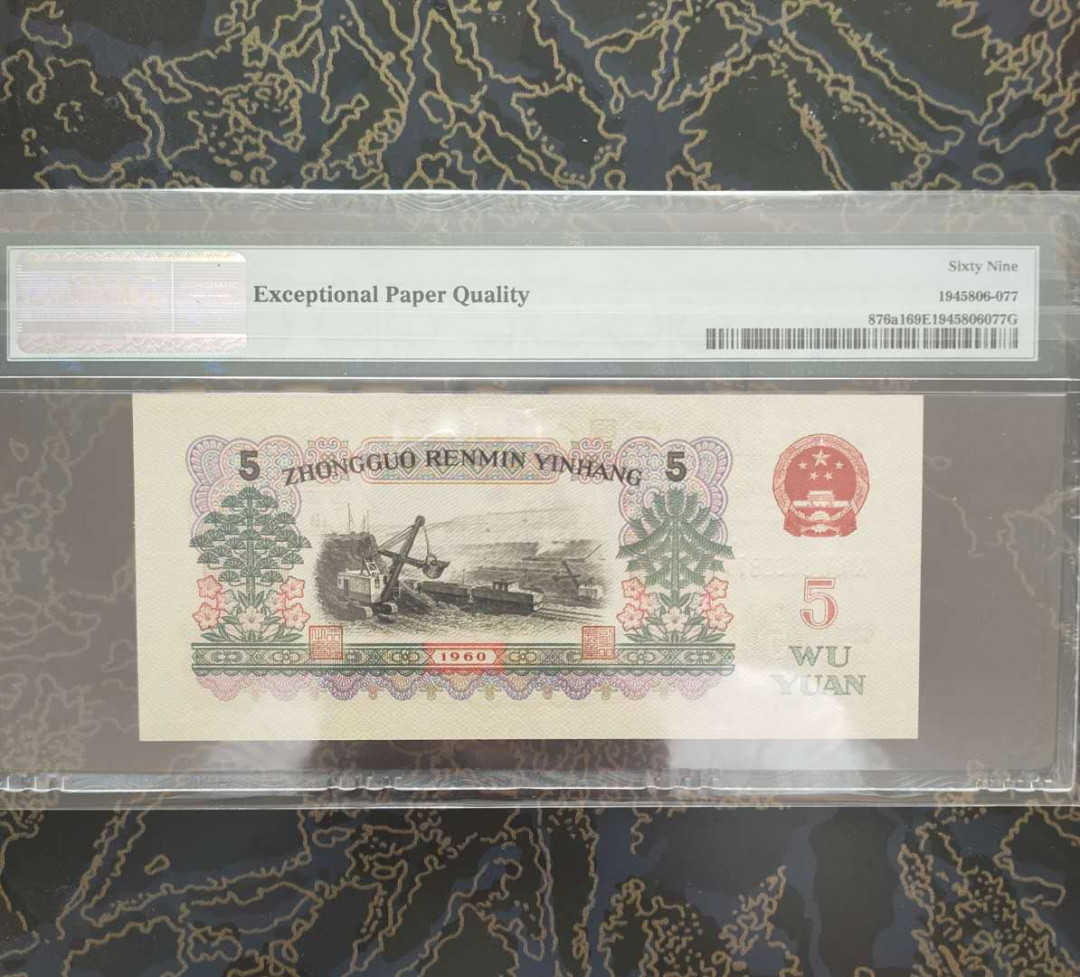 Sixty Nine
Exceptional Paper Quality
1945806-077
876a169E1945806077G
5 ZHONGGUO RENMIN YINHANG 5
5
1960
WU
YUAN